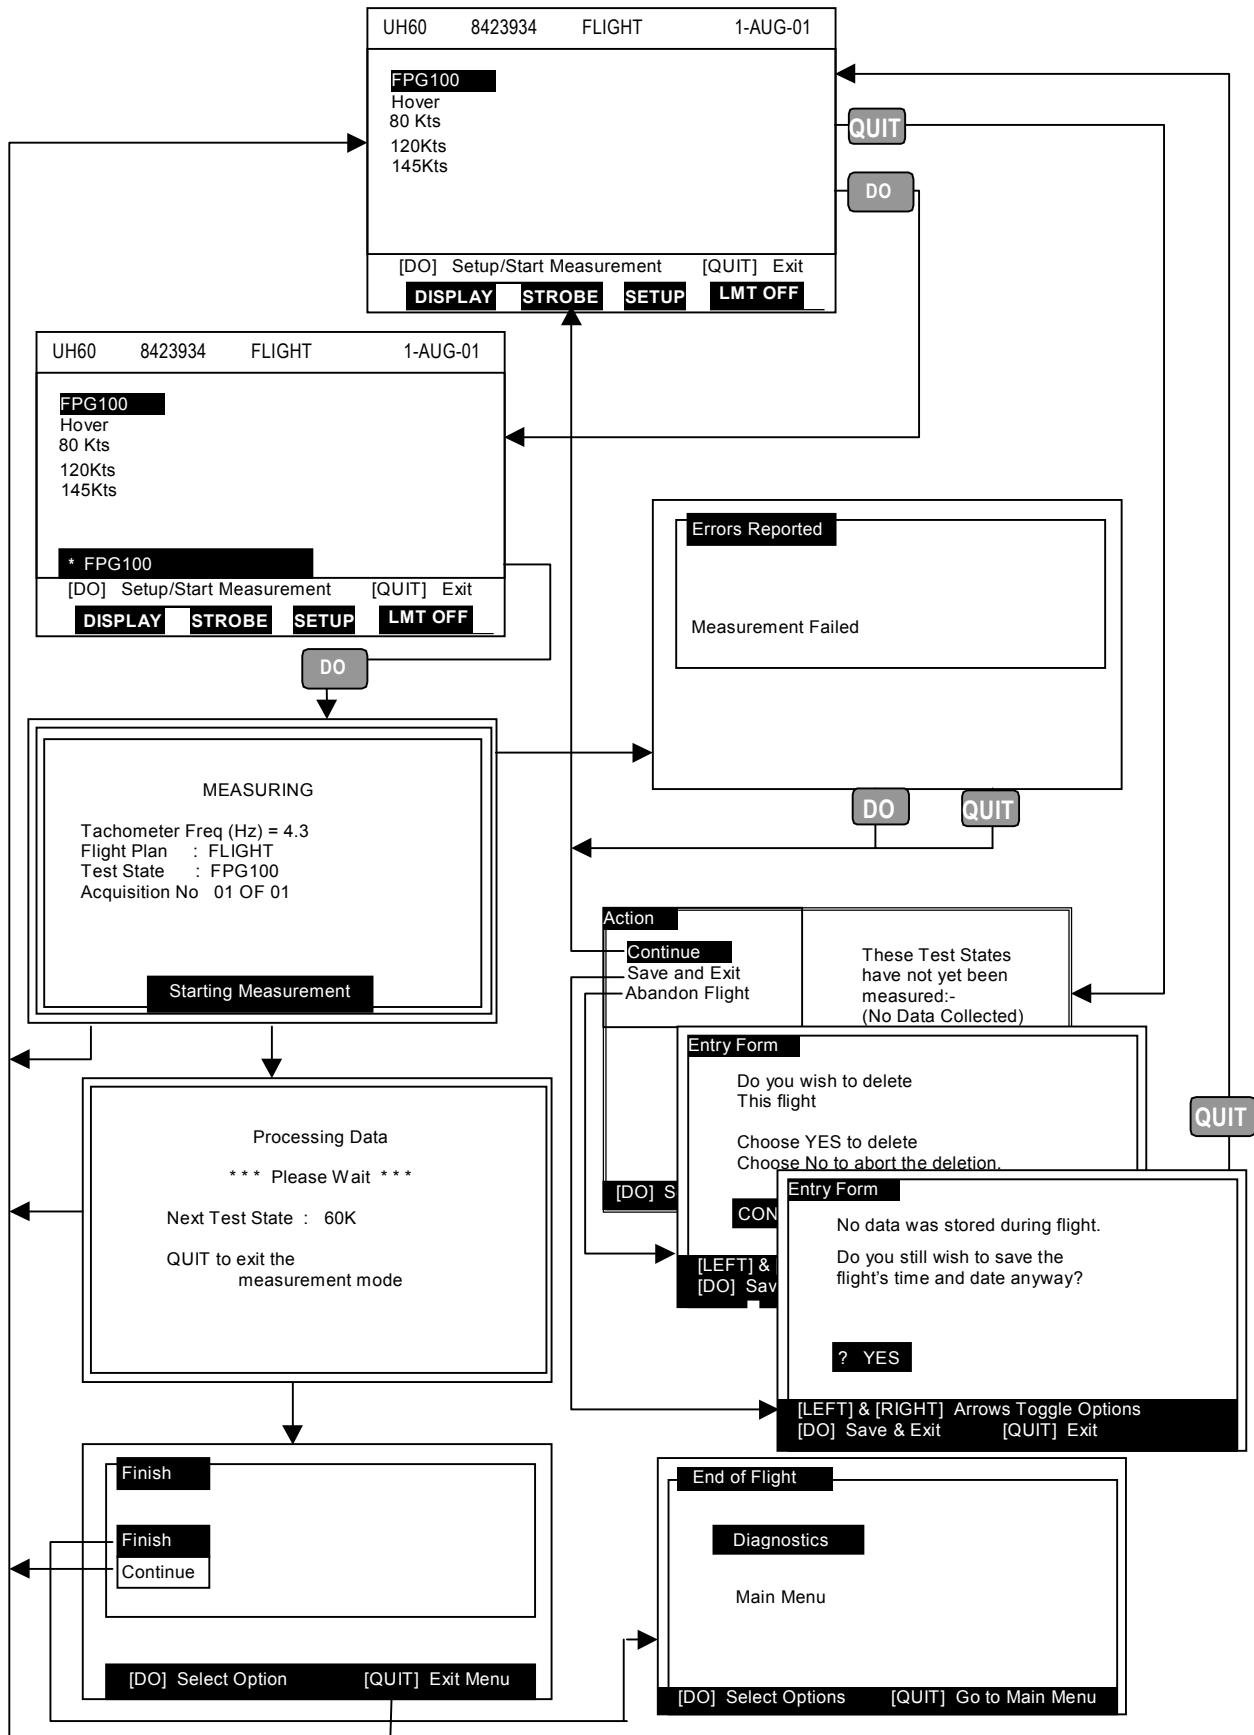 UH60 8423934 FLIGHT 1-AUG-01
FPG100
Hover
80 Kts
120Kts
145Kts
[DO] Setup/Start Measurement [QUIT] Exit
DISPLAY STROBE SETUP LMT OFF
QUIT
DO
UH60 8423934 FLIGHT 1-AUG-01
FPG100
Hover
80 Kts
120Kts
145Kts
* FPG100
[DO] Setup/Start Measurement [QUIT] Exit
DISPLAY STROBE SETUP LMT OFF
DO
Errors Reported
Measurement Failed
DO QUIT
MEASURING
Tachometer Freq (Hz) = 4.3
Flight Plan : FLIGHT
Test State : FPG100
Acquisition No 01 OF 01
Starting Measurement
Action
Continue
Save and Exit
Abandon Flight
These Test States
have not yet been
measured:-
(No Data Collected)
[DO] S
Entry Form
Do you wish to delete
This flight
Choose YES to delete
Choose No to abort the deletion.
CON
[LEFT] &
[DO] Sav
QUIT
Entry Form
No data was stored during flight.
Do you still wish to save the
flight's time and date anyway?
? YES
[LEFT] & [RIGHT] Arrows Toggle Options
[DO] Save & Exit [QUIT] Exit
Processing Data
* * * Please Wait * * *
Next Test State : 60K
QUIT to exit the
measurement mode
Finish
Finish
Continue
[DO] Select Option [QUIT] Exit Menu
End of Flight
Diagnostics
Main Menu
[DO] Select Options [QUIT] Go to Main Menu